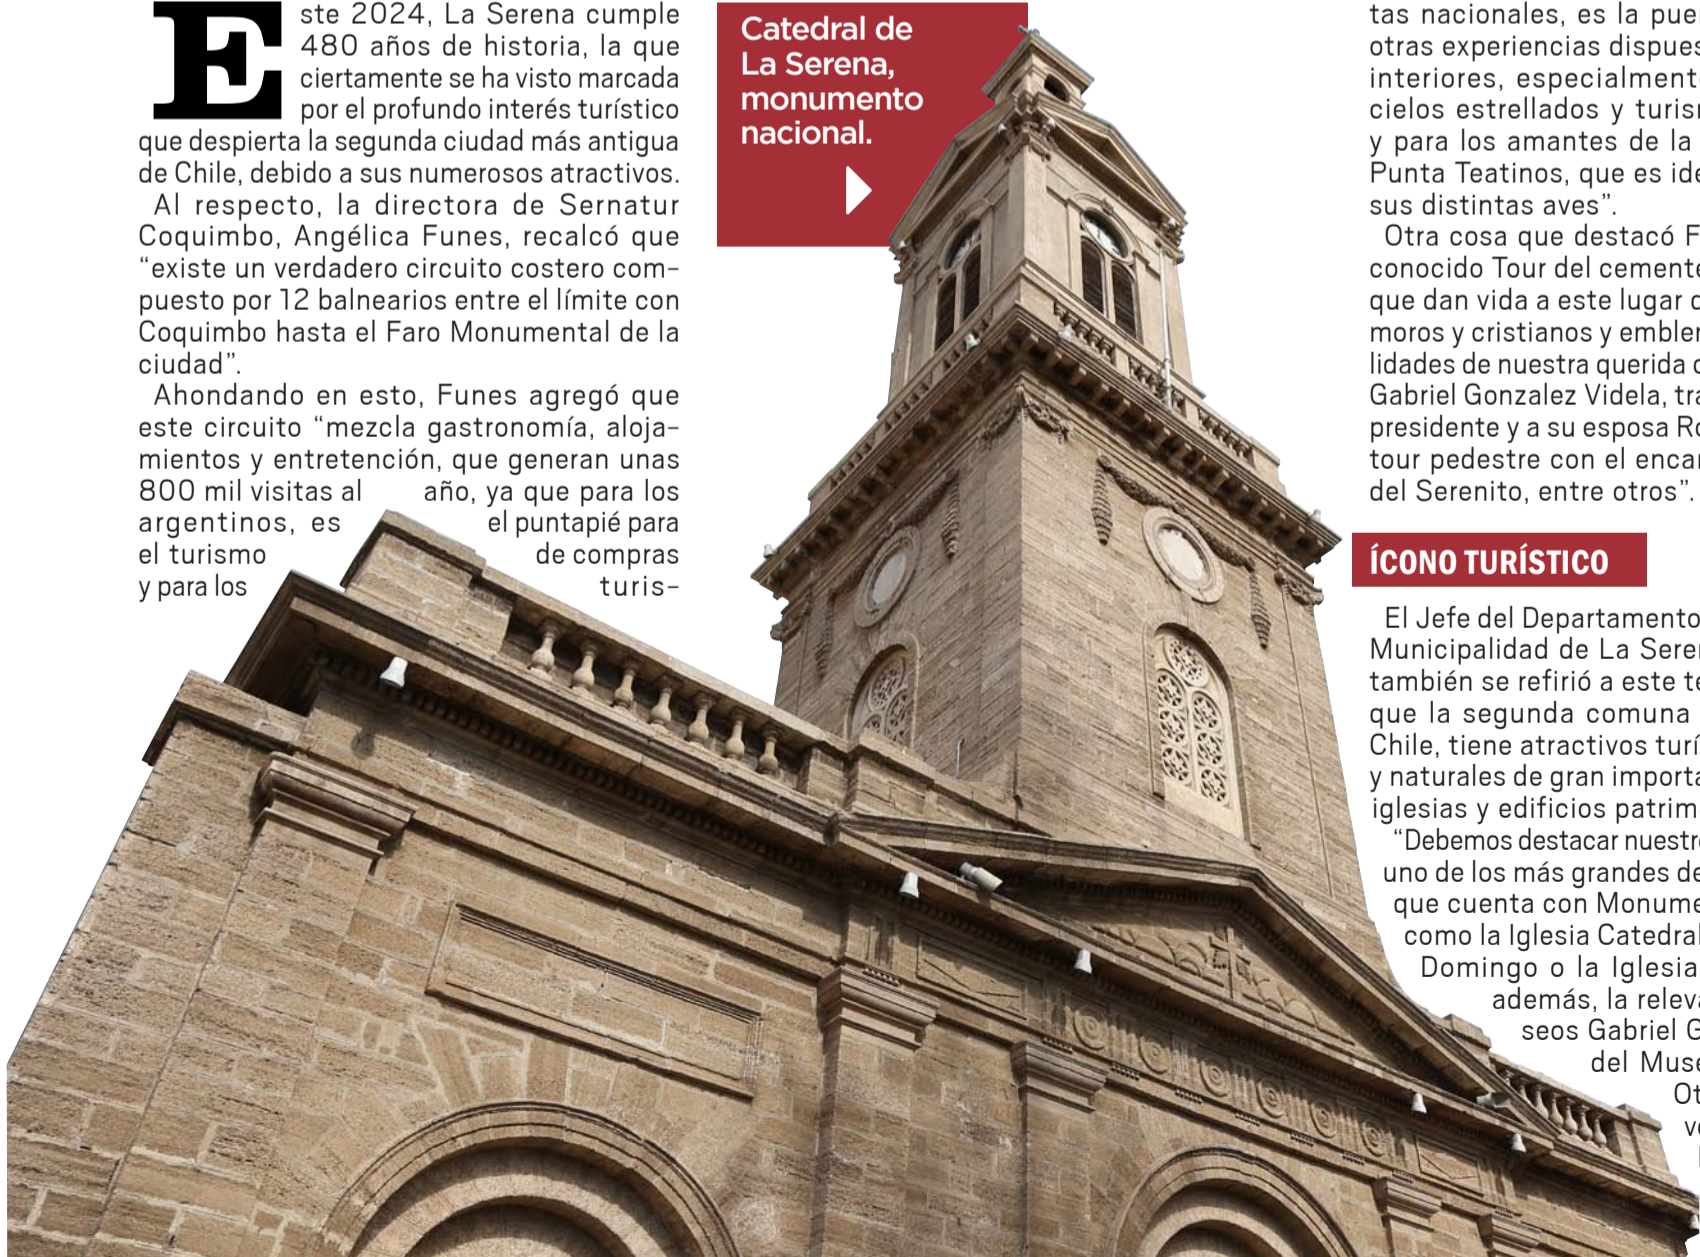 Este 2024, La Serena cumple
480 años de historia, la que
ciertamente se ha visto marcada
por el profundo interés turístico
que despierta la segunda ciudad más antigua
de Chile, debido a sus numerosos atractivos.
Al respecto, la directora de Sernatur
Coquimbo, Angélica Funes, recalcó que
“existe un verdadero circuito costero com-
puesto por 12 balnearios entre el límite con
Coquimbo hasta el Faro Monumental de la
ciudad”.
Ahondando en esto, Funes agregó que
este circuito “mezcla gastronomía, aloja-
mientos y entretención, que generan unas
800 mil visitas al año, ya que para los
argentinos, es el puntapié para
el turismo de compras
y para los turis-
Catedral de
La Serena,
monumento
nacional.
tas nacionales, es la
otras experiencias
interiores,
cielos estrellados y
y para los amantes de la
Punta Teatinos, que es
sus distintas aves”.
Otra cosa que destacó
conocido Tour del
que dan vida a este lugar
moros y cristianos y
lidades de nuestra querida
Gabriel Gonzalez Videla,
presidente y a su esposa
tour pedestre con el
del Serenito, entre otros”.
ÍCONO TURÍSTICO
El Jefe del Departamento
Municipalidad de La
también se refirió a este
que la segunda comuna
Chile, tiene atractivos
y naturales de gran
iglesias y edificios
“Debemos destacar
uno de los más grandes
que cuenta con
como la Iglesia Catedral
Domingo o la Iglesia
además, la
seos Gabriel
del